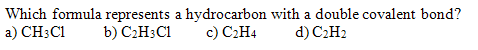 Which formula represents a hydrocarbon with a double covalent bond?
a) CH3Cl b) C2H3Cl c) C2H4 d) C2H2